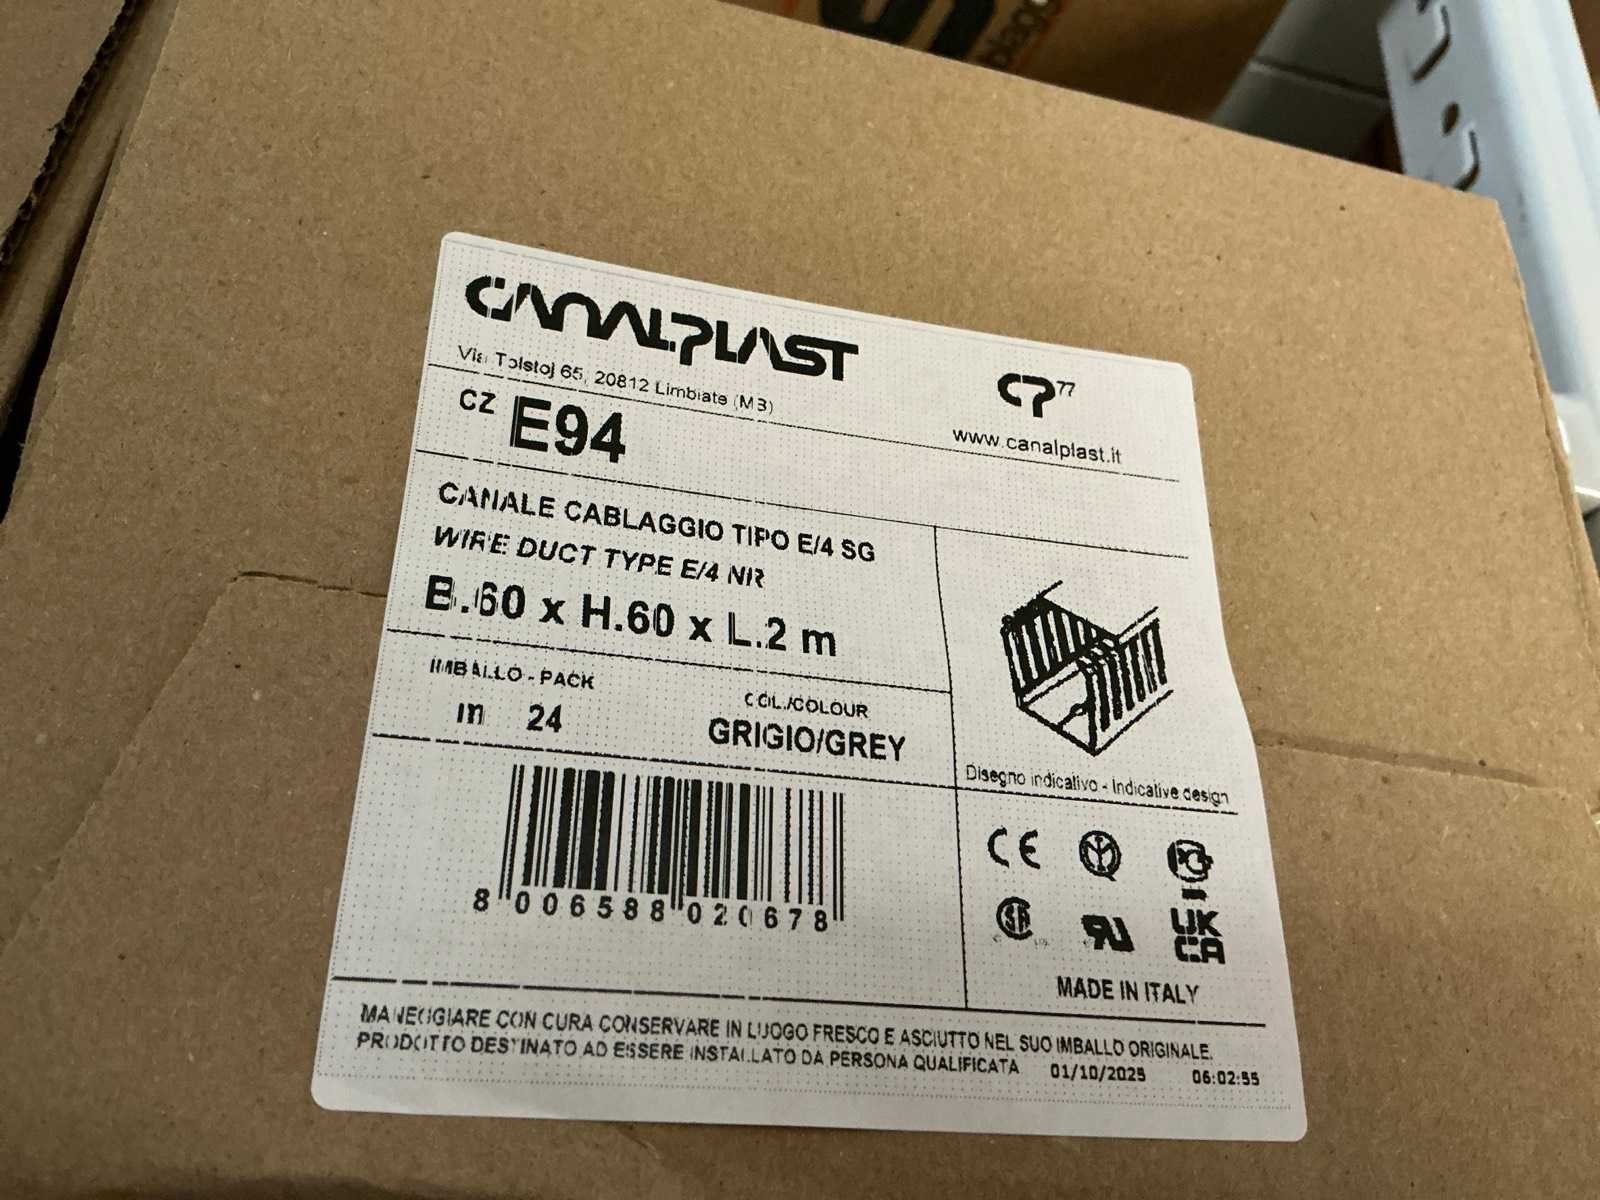 CANALPLAST
Via Tolstoj 65, 20812 Limbiate (MB)
CP77
www.canalplast.it
CZ E94
CANALE CABLAGGIO TIPO E/4 SG
WIRE DUCT TYPE E/4 NR
B.60 x H.60 x L.2 m
IMBALLO - PACK
m 24
COL./COLOUR
GRIGIO/GREY
Disegno indicativo - Indicative design
8 006588 020678
CE
UK
CA
MADE IN ITALY
MANEGGIARE CON CURA CONSERVARE IN LUOGO FRESCO E ASCIUTTO NEL SUO IMBALLO ORIGINALE.
PRODOTTO DESTINATO AD ESSERE INSTALLATO DA PERSONA QUALIFICATA 01/10/2025 06:02:55